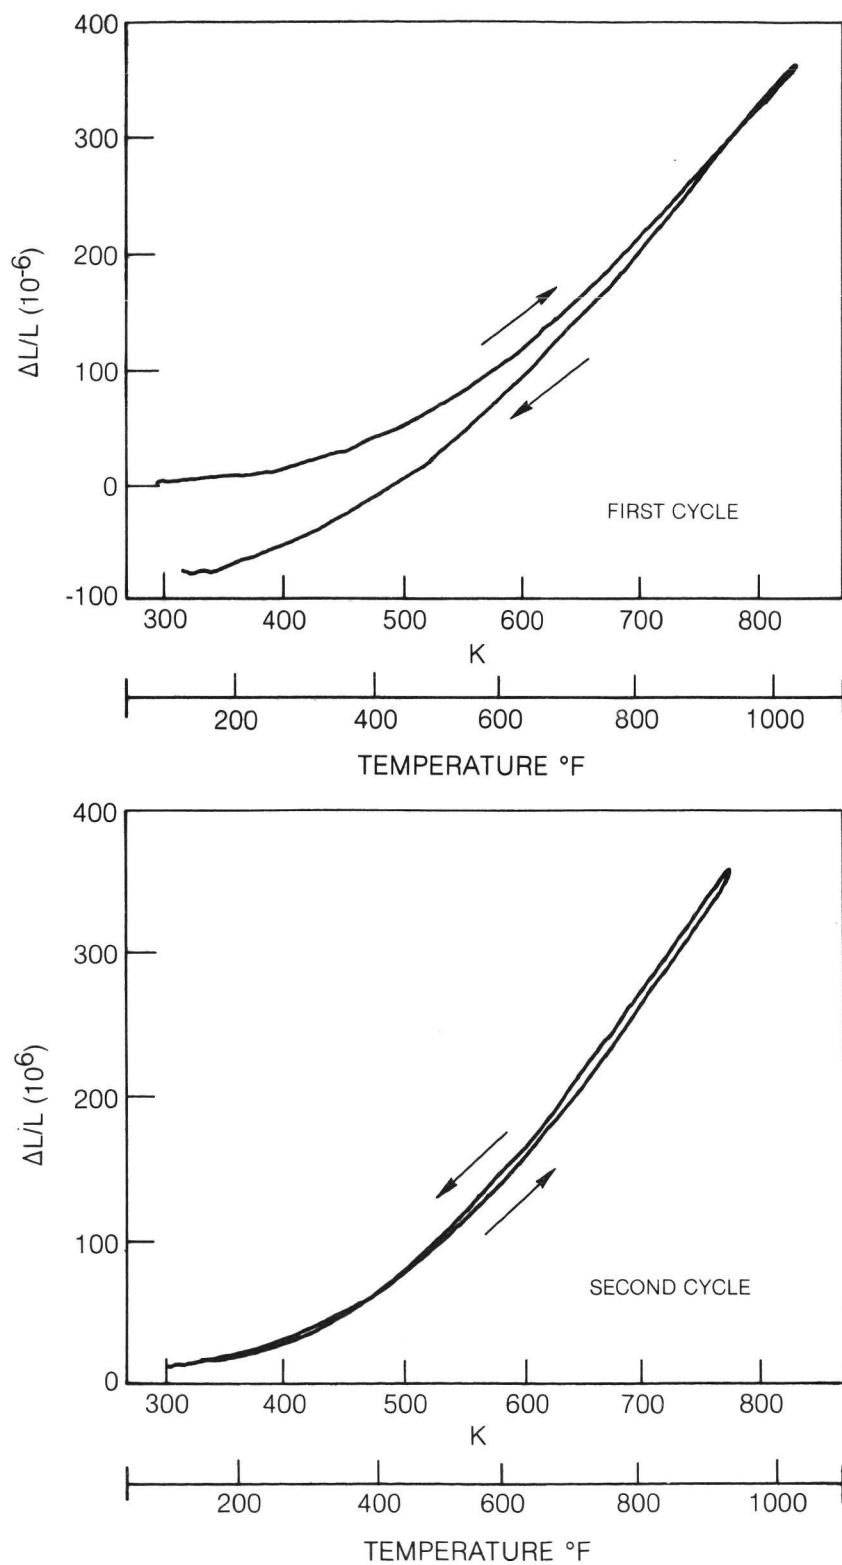 400
300
200
100
0
-100
ΔL/L (10-6)
FIRST CYCLE
300 400 500 600 700 800
K
200 400 600 800 1000
TEMPERATURE °F
400
300
200
100
0
ΔL/L (106)
SECOND CYCLE
300 400 500 600 700 800
K
200 400 600 800 1000
TEMPERATURE °F